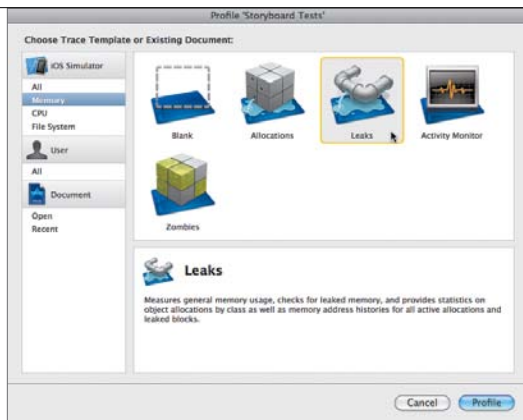 Profile 'Storyboard Tests'
Choose Trace Template or Existing Document:
iOS Simulator
All
Memory
CPU
File System
User
All
Document
Open
Recent
Blank
Allocations
Leaks
Activity Monitor
Zombies
Leaks
Measures general memory usage, checks for leaked memory, and provides statistics on
object allocations by class as well as memory address histories for all active allocations and
leaked blocks.
Cancel
Profile